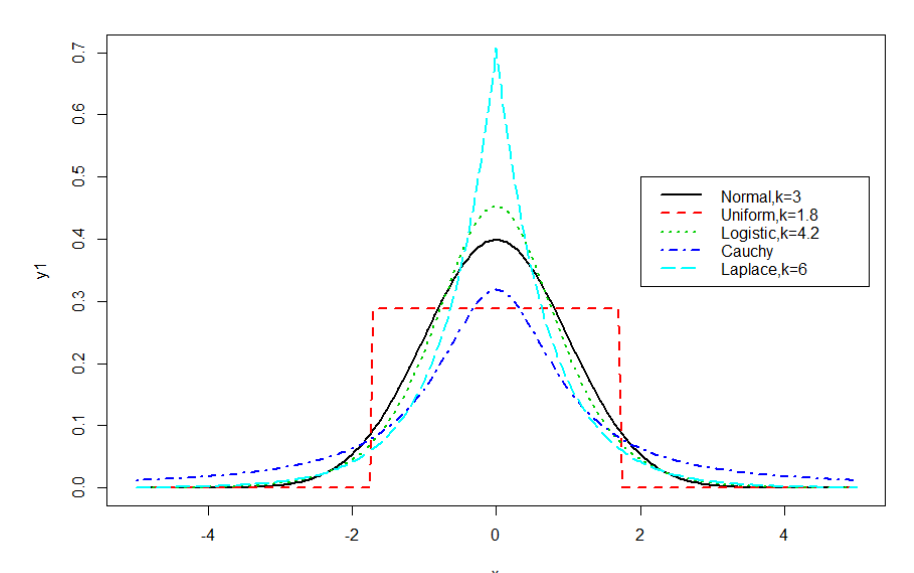 0.7
0.6
0.5
0.4
0.3
0.2
0.1
0.0
y1
Normal,k=3
Uniform,k=1.8
Logistic,k=4.2
Cauchy
Laplace,k=6
-4 -2 0 2 4